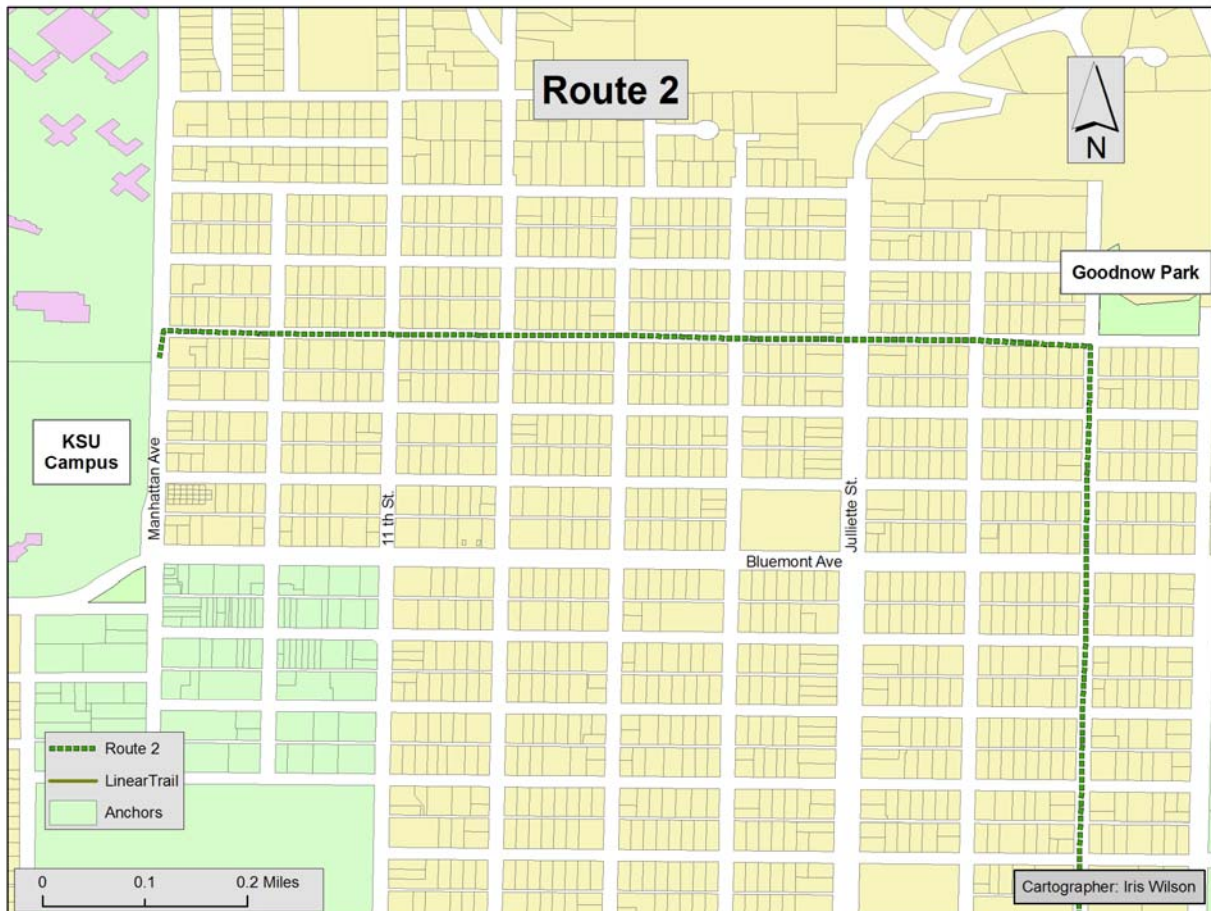 Route 2
N
Goodnow Park
KSU
Campus
Manhattan Ave
11 th St.
Julliette St.
Bluemont Ave
Route 2
LinearTrail
Anchors
0 0.1 0.2 Miles
Cartographer: Iris Wilson